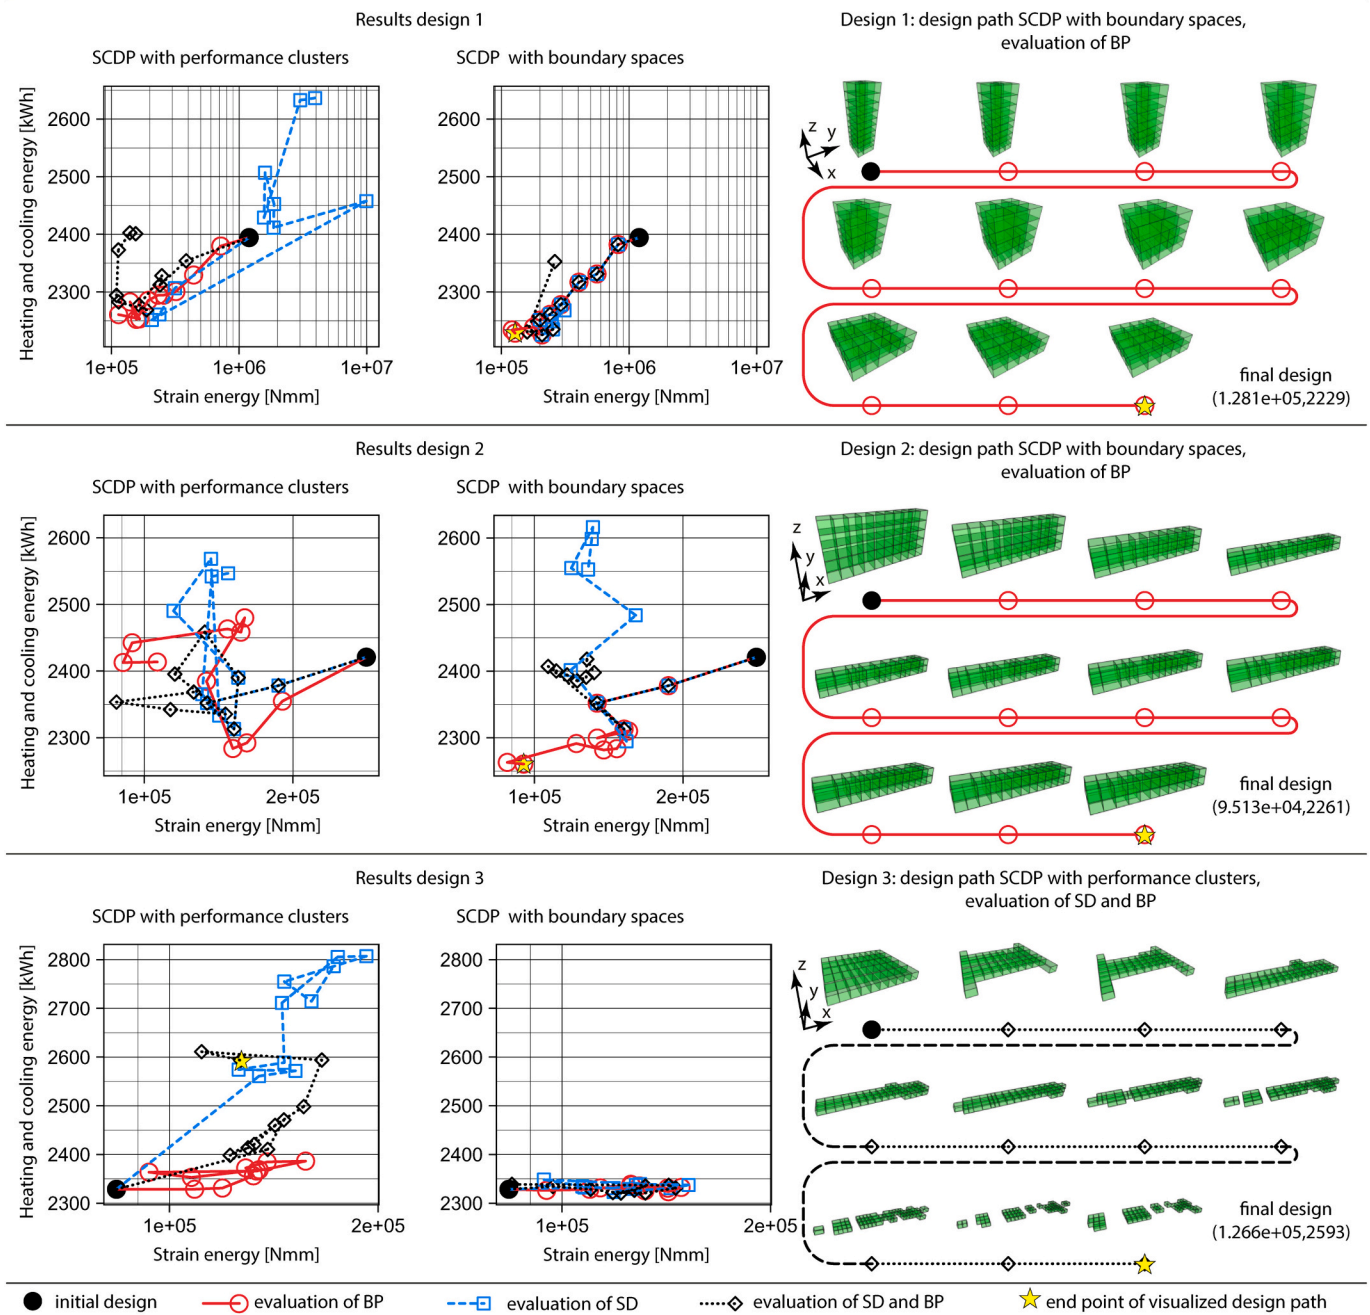 Results design 1
Design 1: design path SCDP with boundary spaces,
evaluation of BP
SCDP with performance clusters
SCDP with boundary spaces
Heating and cooling energy [kWh]
2600
2500
2400
2300
1e+05
1e+06
1e+07
Strain energy [Nmm]
2600
2500
2400
2300
1e+05
1e+06
1e+07
Strain energy [Nmm]
z
y
x
final design
(1.281e+05,2229)
Results design 2
Design 2: design path SCDP with boundary spaces,
evaluation of BP
SCDP with performance clusters
SCDP with boundary spaces
Heating and cooling energy [kWh]
2600
2500
2400
2300
1e+05
2e+05
Strain energy [Nmm]
2600
2500
2400
2300
1e+05
2e+05
Strain energy [Nmm]
z
y
x
final design
(9.513e+04,2261)
Results design 3
Design 3: design path SCDP with performance clusters,
evaluation of SD and BP
SCDP with performance clusters
SCDP with boundary spaces
Heating and cooling energy [kWh]
2800
2700
2600
2500
2400
2300
1e+05
2e+05
Strain energy [Nmm]
2800
2700
2600
2500
2400
2300
1e+05
2e+05
Strain energy [Nmm]
z
y
x
final design
(1.266e+05,2593)
initial design
evaluation of BP
evaluation of SD
evaluation of SD and BP
end point of visualized design path